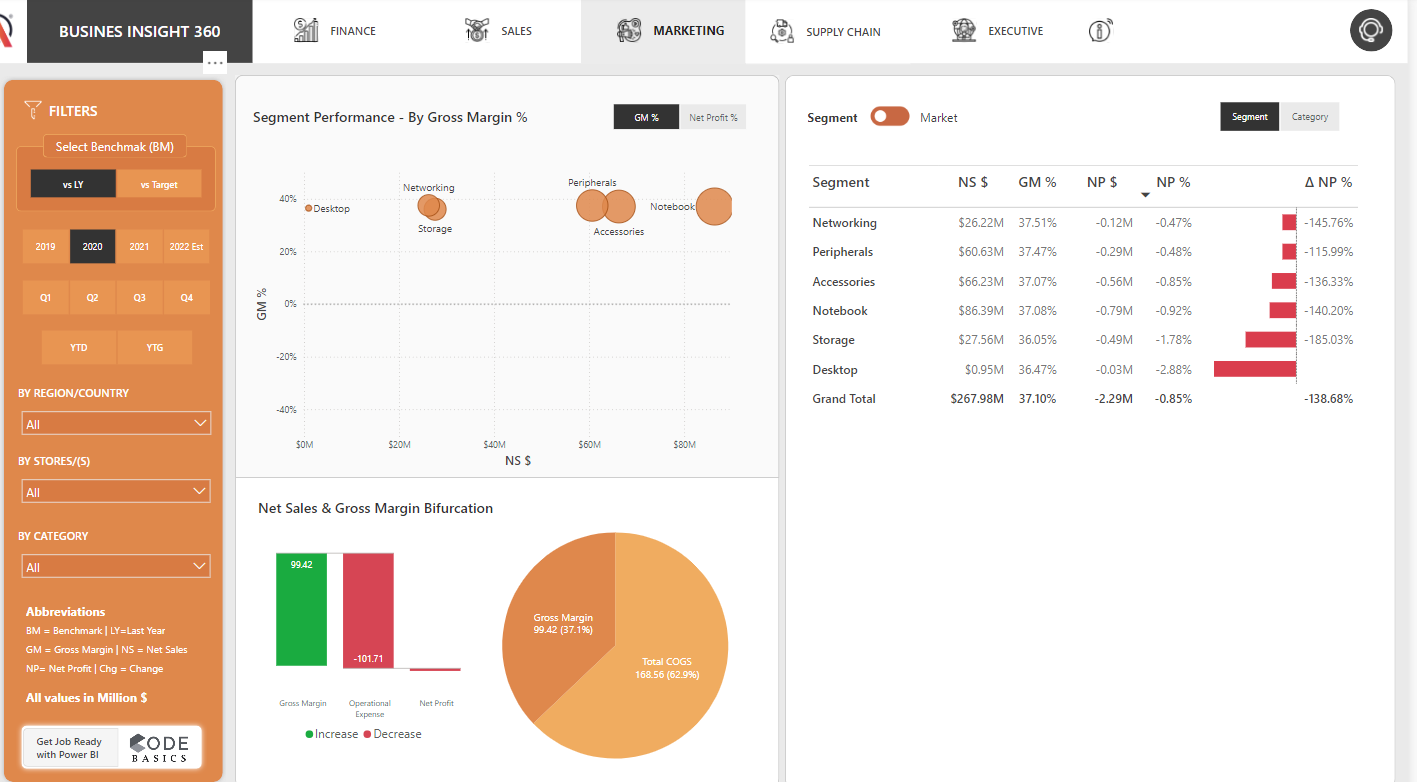 BUSINES INSIGHT 360
...
FINANCE
SALES
MARKETING
SUPPLY CHAIN
EXECUTIVE
FILTERS
Select Benchmak (BM)
vs LY
vs Target
2019
2020
2021
2022 Est
Q1
Q2
Q3
Q4
YTD
YTG
BY REGION/COUNTRY
All
BY STORES/(S)
All
BY CATEGORY
All
Abbreviations
BM = Benchmark | LY=Last Year
GM = Gross Margin | NS = Net Sales
NP= Net Profit | Chg = Change
All values in Million $
Get Job Ready
with Power BI
CODE
BASICS
Segment Performance - By Gross Margin %
GM %
Net Profit %
GM %
40%
20%
0%
-20%
-40%
Desktop
Networking
Storage
Peripherals
Accessories
Notebook
$0M
$20M
$40M
$60M
$80M
NS $
Net Sales & Gross Margin Bifurcation
99.42
-101.71
Gross Margin
Operational
Expense
Net Profit
Increase
Decrease
Gross Margin
99.42 (37.1%)
Total COGS
168.56 (62.9%)
Segment
Market
Segment
Category
Segment NS $ GM % NP $ NP % Δ NP %
Networking $26.22M 37.51% -0.12M -0.47% -145.76%
Peripherals $60.63M 37.47% -0.29M -0.48% -115.99%
Accessories $66.23M 37.07% -0.56M -0.85% -136.33%
Notebook $86.39M 37.08% -0.79M -0.92% -140.20%
Storage $27.56M 36.05% -0.49M -1.78% -185.03%
Desktop $0.95M 36.47% -0.03M -2.88%
Grand Total $267.98M 37.10% -2.29M -0.85% -138.68%